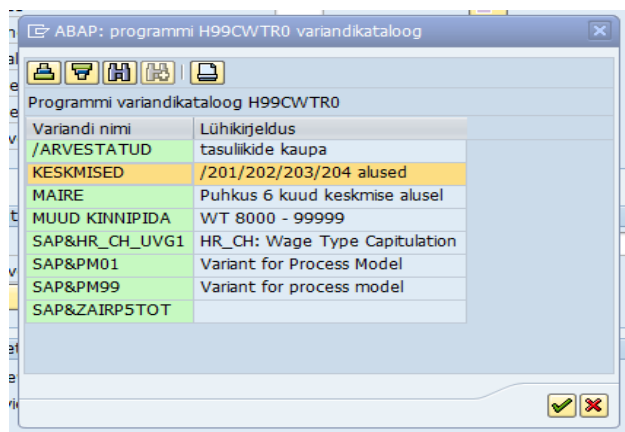 ABAP: programmi H99CWTR0 variandikataloog
Programmi variandikataloog H99CWTR0
Variandi nimi Lühikirjeldus
/ARVESTATUD tasuliikide kaupa
KESKMISED /201/202/203/204 alused
MAIRE Puhkus 6 kuud keskmise alusel
MUUD KINNIPIDA WT 8000 - 99999
SAP&HR_CH_UVG1 HR_CH: Wage Type Capitulation
SAP&PM01 Variant for Process Model
SAP&PM99 Variant for process model
SAP&ZAIRP5TOT